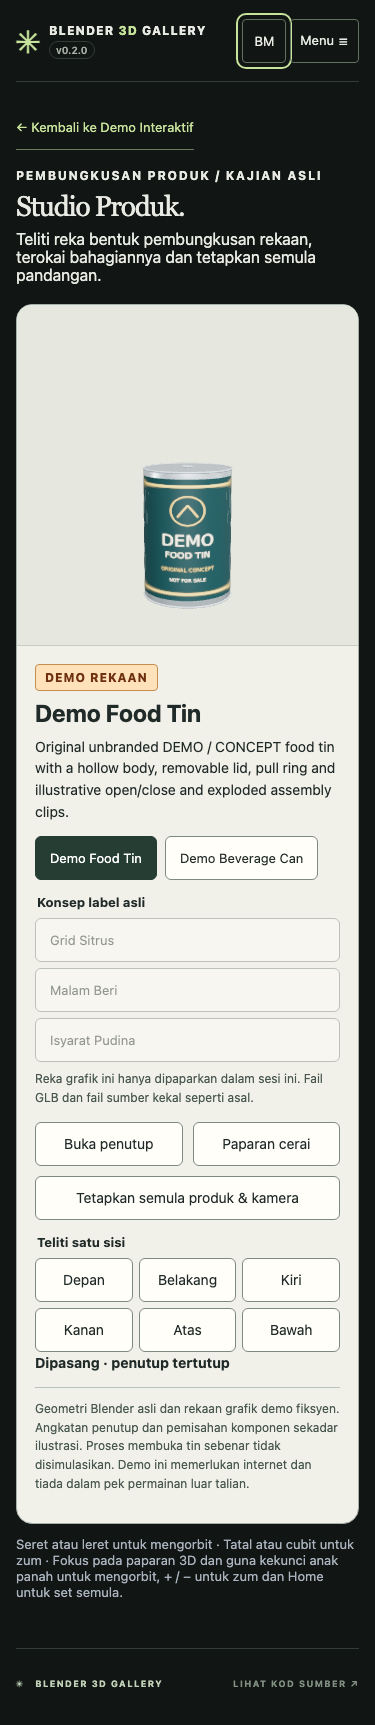 BLENDER 3D GALLERY
v0.2.0
BM
Menu ≡
← Kembali ke Demo Interaktif
PEMBUNGKUSAN PRODUK / KAJIAN ASLI
Studio Produk.
Teliti reka bentuk pembungkusan rekaan,
terokai bahagiannya dan tetapkan semula
pandangan.
DEMO
FOOD TIN
ORIGINAL CONCEPT
NOT FOR SALE
DEMO REKAAN
Demo Food Tin
Original unbranded DEMO / CONCEPT food tin
with a hollow body, removable lid, pull ring and
illustrative open/close and exploded assembly
clips.
Demo Food Tin
Demo Beverage Can
Konsep label asli
Grid Sitrus
Malam Beri
Isyarat Pudina
Reka grafik ini hanya dipaparkan dalam sesi ini. Fail
GLB dan fail sumber kekal seperti asal.
Buka penutup
Paparan cerai
Tetapkan semula produk & kamera
Teliti satu sisi
Depan
Belakang
Kiri
Kanan
Atas
Bawah
Dipasang · penutup tertutup
Geometri Blender asli dan rekaan grafik demo fiksyen.
Angkatan penutup dan pemisahan komponen sekadar
ilustrasi. Proses membuka tin sebenar tidak
disimulasikan. Demo ini memerlukan internet dan
tiada dalam pek permainan luar talian.
Seret atau leret untuk mengorbit · Tatal atau cubit untuk
zum · Fokus pada paparan 3D dan guna kekunci anak
panah untuk mengorbit, + / − untuk zum dan Home
untuk set semula.
BLENDER 3D GALLERY
LIHAT KOD SUMBER ↗